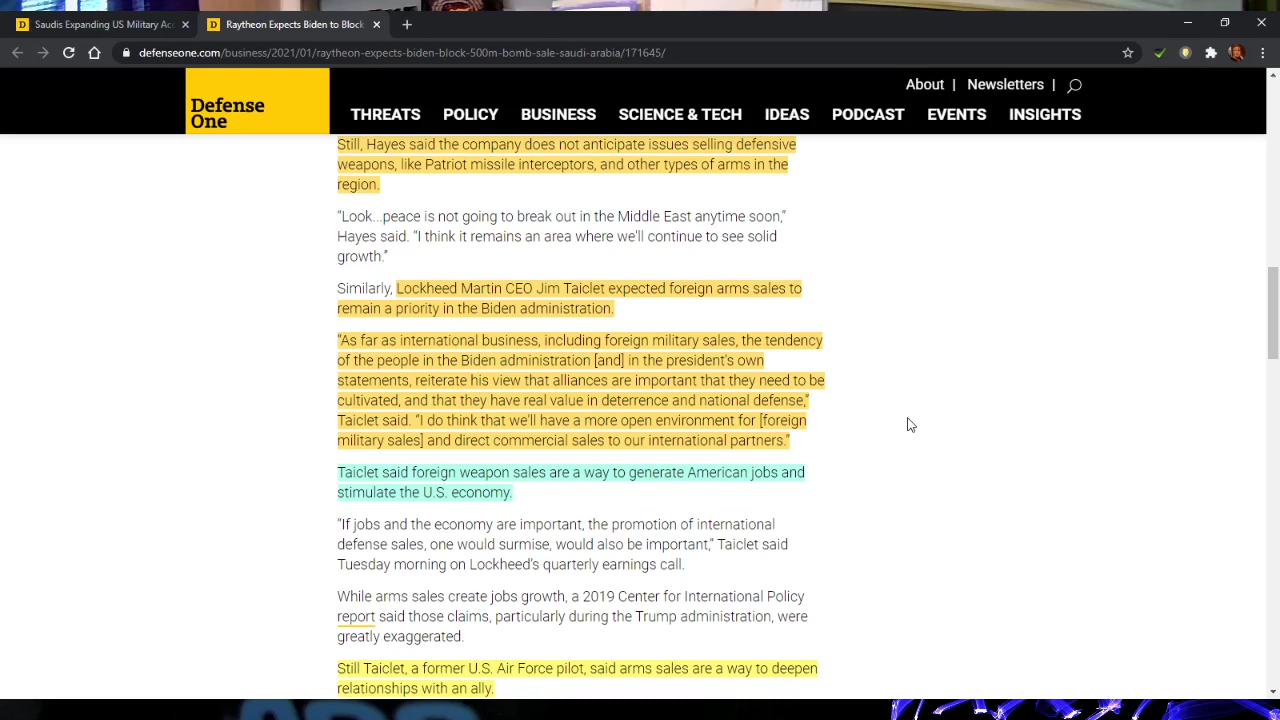 Saudis Expanding US Military Acc
Raytheon Expects Biden to Block
defenseone.com/business/2021/01/raytheon-expects-biden-block-500m-bomb-sale-saudi-arabia/171645/
About | Newsletters |
Defense
One
THREATS POLICY BUSINESS SCIENCE & TECH IDEAS PODCAST EVENTS INSIGHTS
Still, Hayes said the company does not anticipate issues selling defensive
weapons, like Patriot missile interceptors, and other types of arms in the
region.
“Look...peace is not going to break out in the Middle East anytime soon,”
Hayes said. “I think it remains an area where we'll continue to see solid
growth.”
Similarly, Lockheed Martin CEO Jim Taiclet expected foreign arms sales to
remain a priority in the Biden administration.
“As far as international business, including foreign military sales, the tendency
of the people in the Biden administration [and] in the president's own
statements, reiterate his view that alliances are important that they need to be
cultivated, and that they have real value in deterrence and national defense,”
Taiclet said. “I do think that we'll have a more open environment for [foreign
military sales] and direct commercial sales to our international partners.”
Taiclet said foreign weapon sales are a way to generate American jobs and
stimulate the U.S. economy.
“If jobs and the economy are important, the promotion of international
defense sales, one would surmise, would also be important,” Taiclet said
Tuesday morning on Lockheed's quarterly earnings call.
While arms sales create jobs growth, a 2019 Center for International Policy
report said those claims, particularly during the Trump administration, were
greatly exaggerated.
Still Taiclet, a former U.S. Air Force pilot, said arms sales are a way to deepen
relationships with an ally.